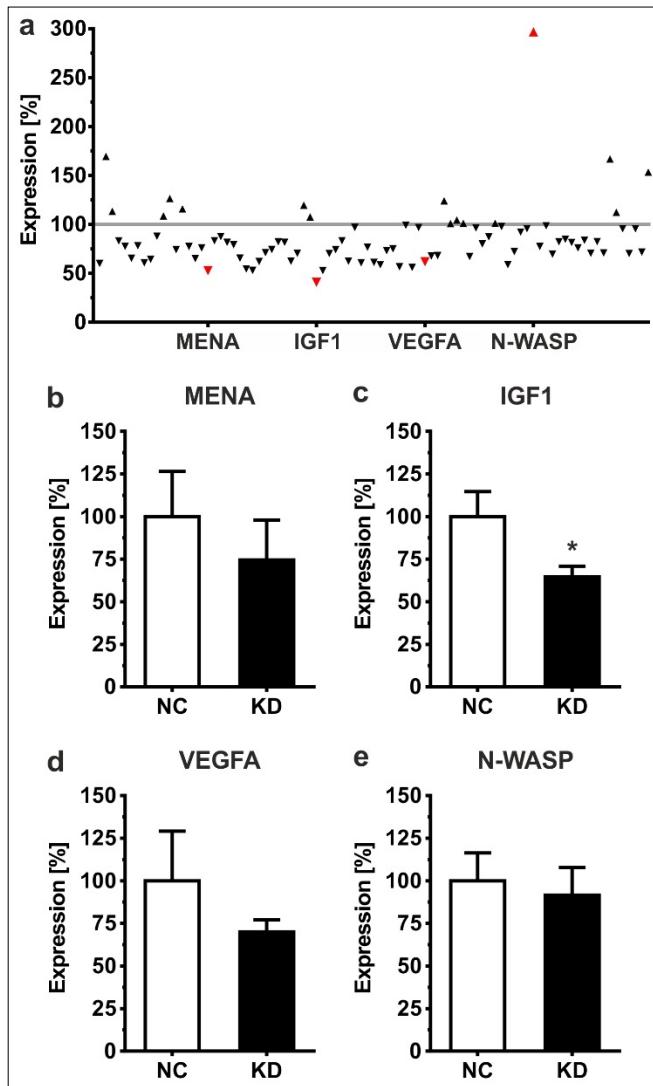 a
Expression [%]
300
250
200
150
100
50
0
MENA IGF1 VEGFA N-WASP
b MENA
Expression [%]
150
125
100
75
50
25
0
NC KD
c IGF1
Expression [%]
150
125
100
75
50
25
0
*
NC KD
d VEGFA
Expression [%]
150
125
100
75
50
25
0
NC KD
e N-WASP
Expression [%]
150
125
100
75
50
25
0
NC KD